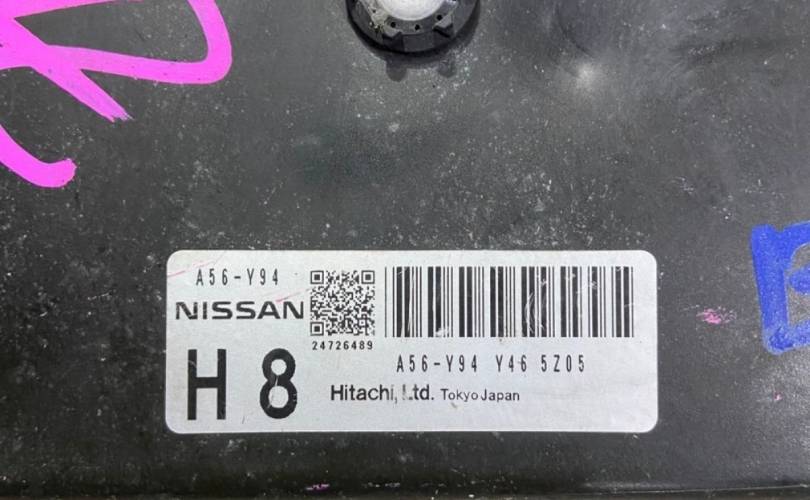 A56-Y94
NISSAN
24726489
H 8
A56-Y94 Y46 5Z05
Hitachi, Ltd. Tokyo Japan